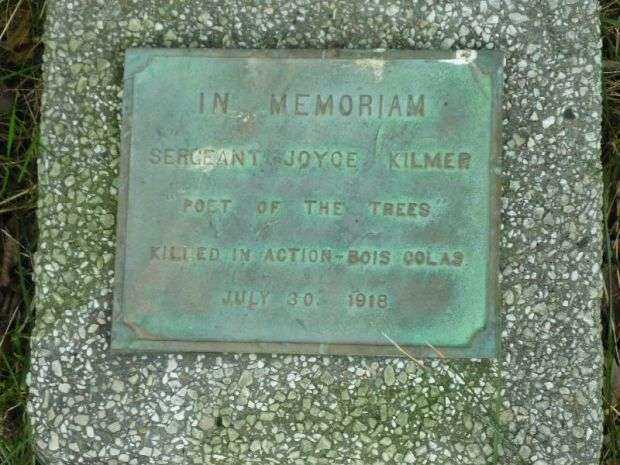 IN MEMORIAM
SERGEANT JOYCE KILMER
"POET OF THE TREES"
KILLED IN ACTION-BOIS COLAS
JULY 30, 1918